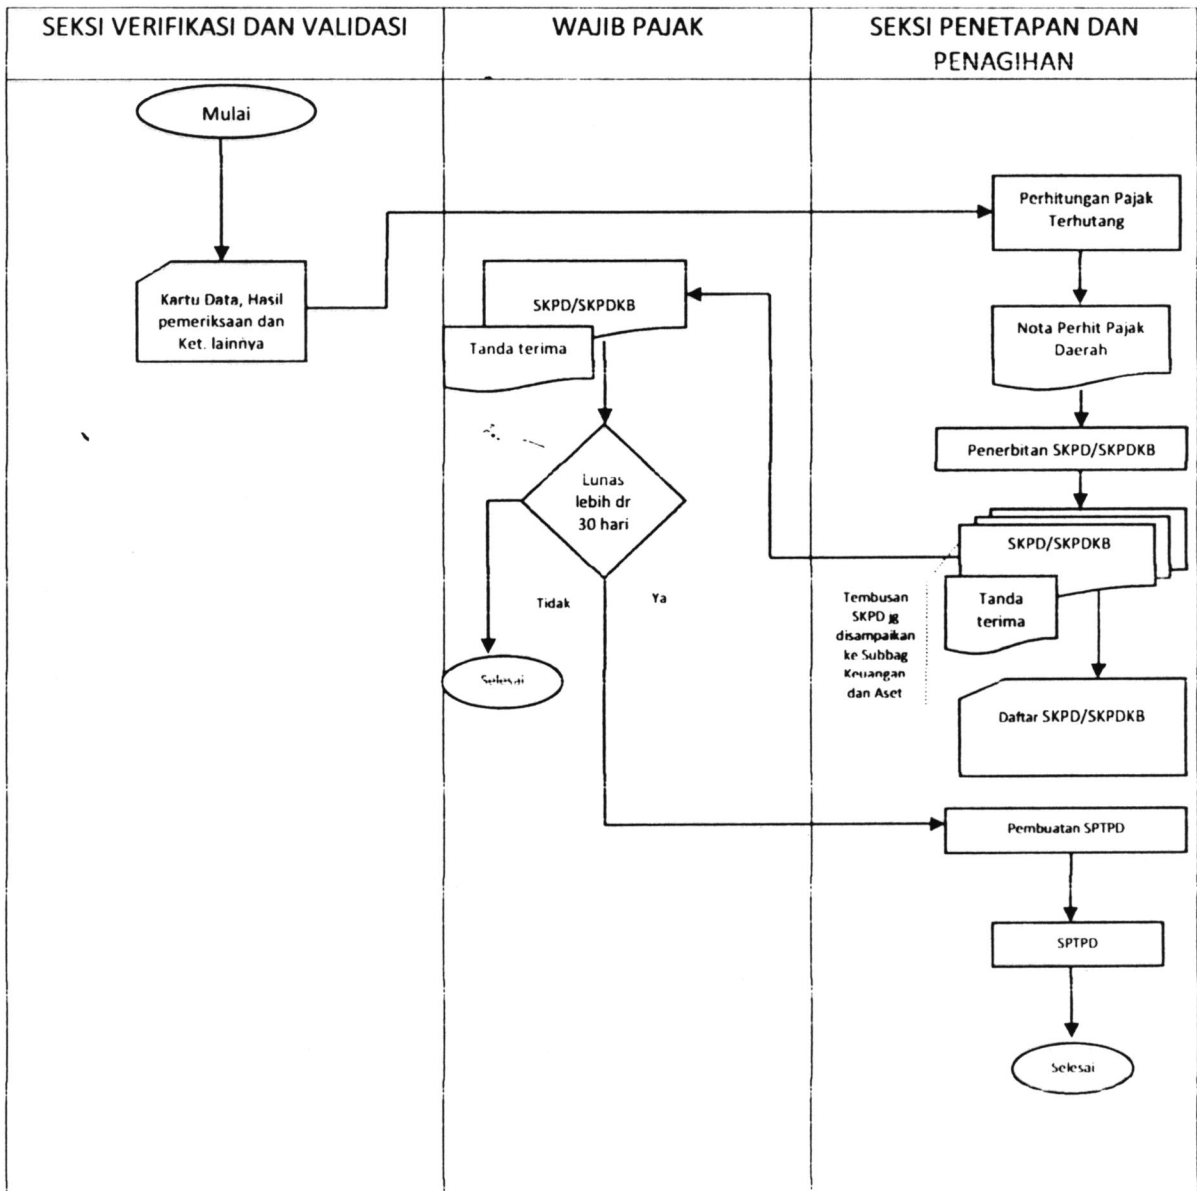 SEKSI VERIFIKASI DAN VALIDASI
WAJIB PAJAK
SEKSI PENETAPAN DAN
PENAGIHAN
Mulai
Kartu Data, Hasil
pemeriksaan dan
Ket. lainnya
Perhitungan Pajak
Terhutang
Nota Perhit Pajak
Daerah
Penerbitan SKPD/SKPDKB
SKPD/SKPDKB
Tanda
terima
Tembusan
SKPD jg
disampaikan
ke Subbag
Keuangan
dan Aset
Daftar SKPD/SKPDKB
SKPD/SKPDKB
Tanda terima
Lunas
lebih dr
30 hari
Tidak
Ya
Selesai
Pembuatan SPTPD
SPTPD
Selesai